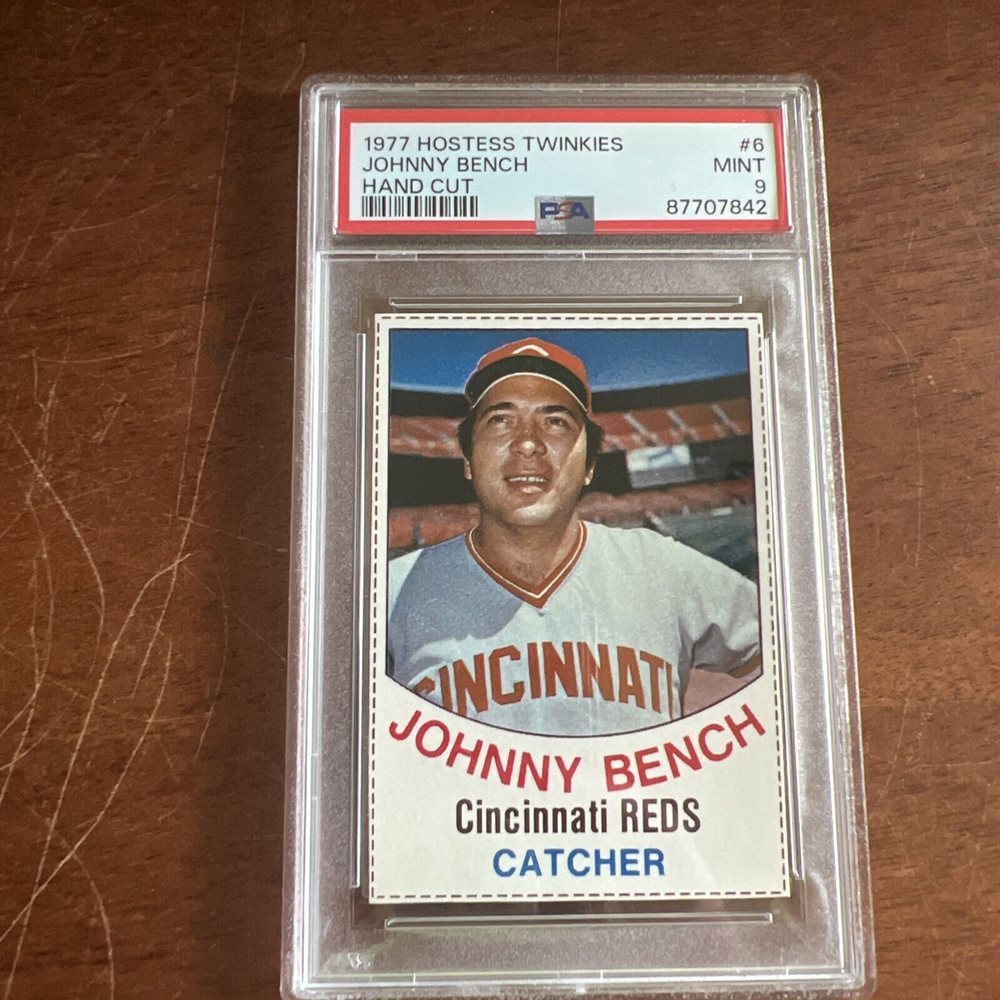 1977 HOSTESS TWINKIES #6
JOHNNY BENCH MINT
HAND CUT 9
PSA 87707842
CINCINNATI
JOHNNY BENCH
Cincinnati REDS
CATCHER